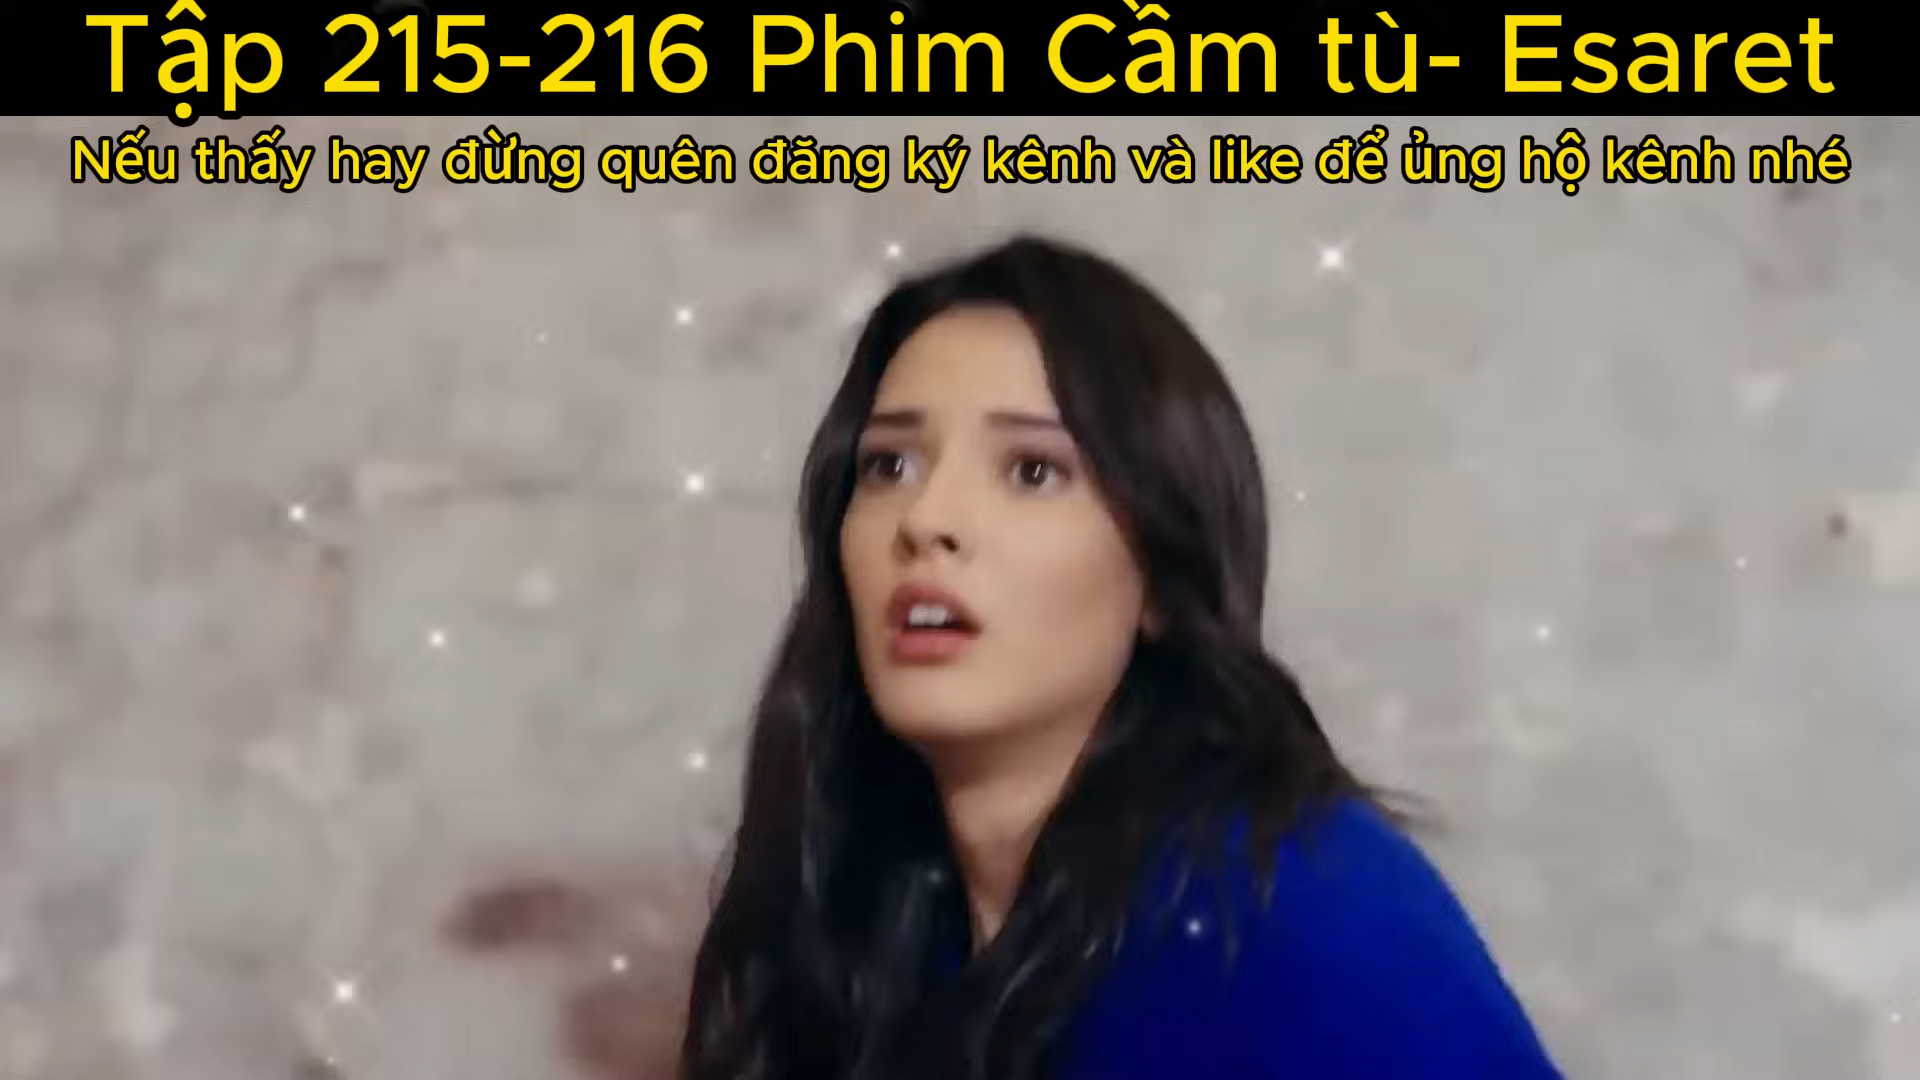 Tập 215-216 Phim Cầm tù- Esaret
Nếu thấy hay đừng quên đăng ký kênh và like để ủng hộ kênh nhé